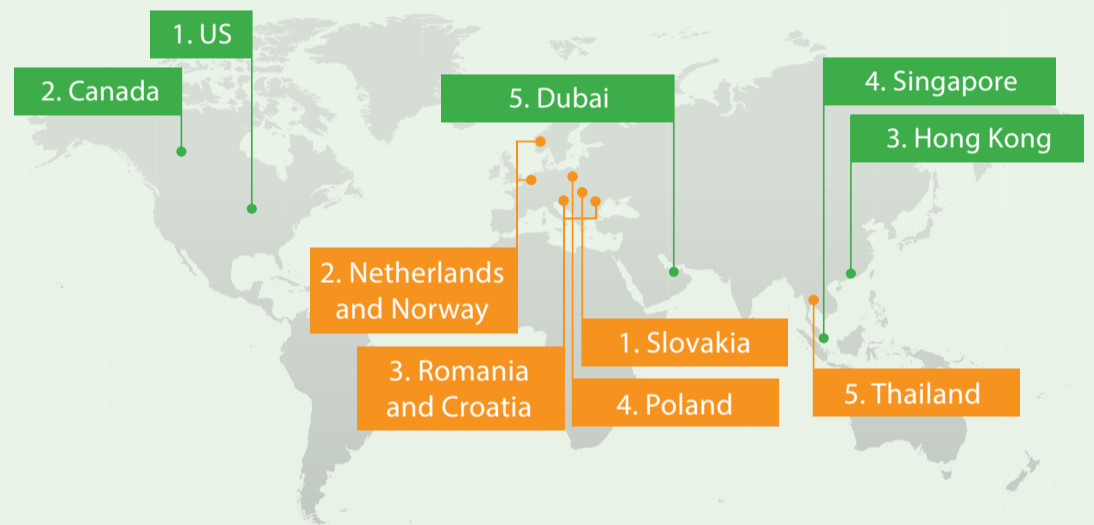 1. US
2. Canada
5. Dubai
4. Singapore
3. Hong Kong
2. Netherlands
and Norway
1. Slovakia
3. Romania
and Croatia
4. Poland
5. Thailand